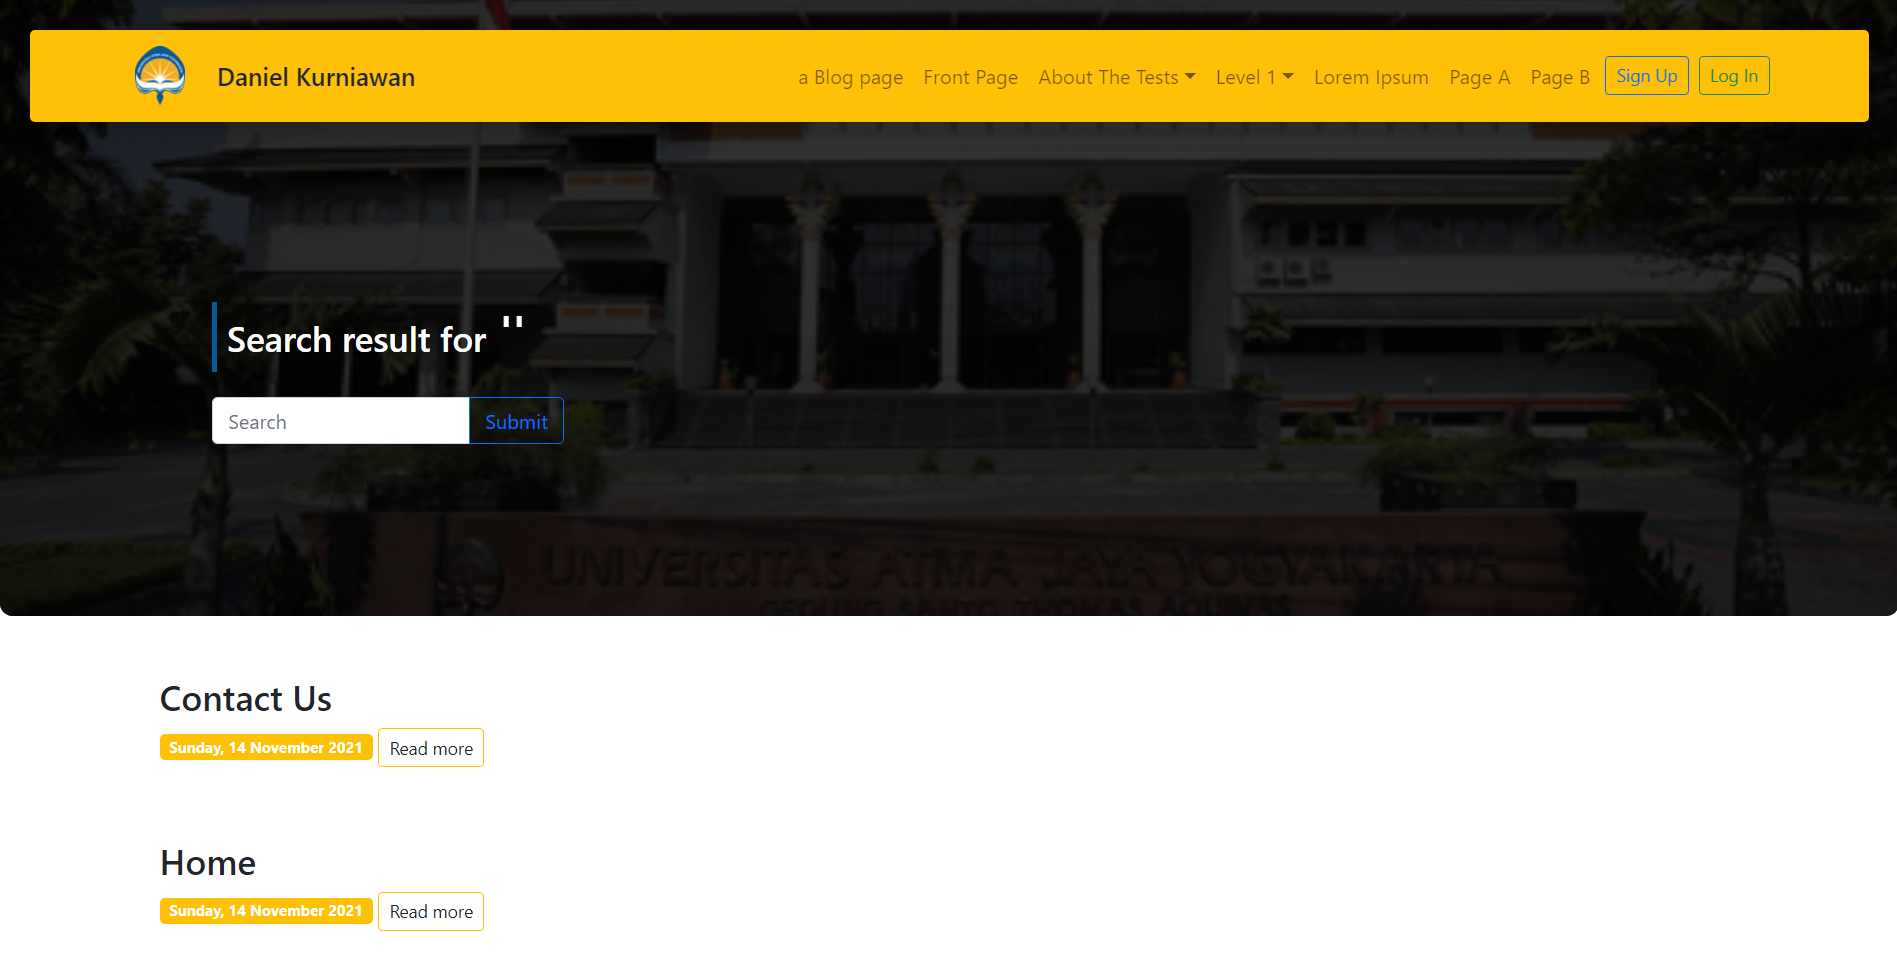 Daniel Kurniawan
a Blog page Front Page About The Tests Level 1 Lorem Ipsum Page A Page B Sign Up Log In
Search result for ''
Search Submit
UNIVERSITAS ATMA JAYA YOGYAKARTA
GEDUNG SANTO THOMAS AQUINAS
Contact Us
Sunday, 14 November 2021 Read more
Home
Sunday, 14 November 2021 Read more